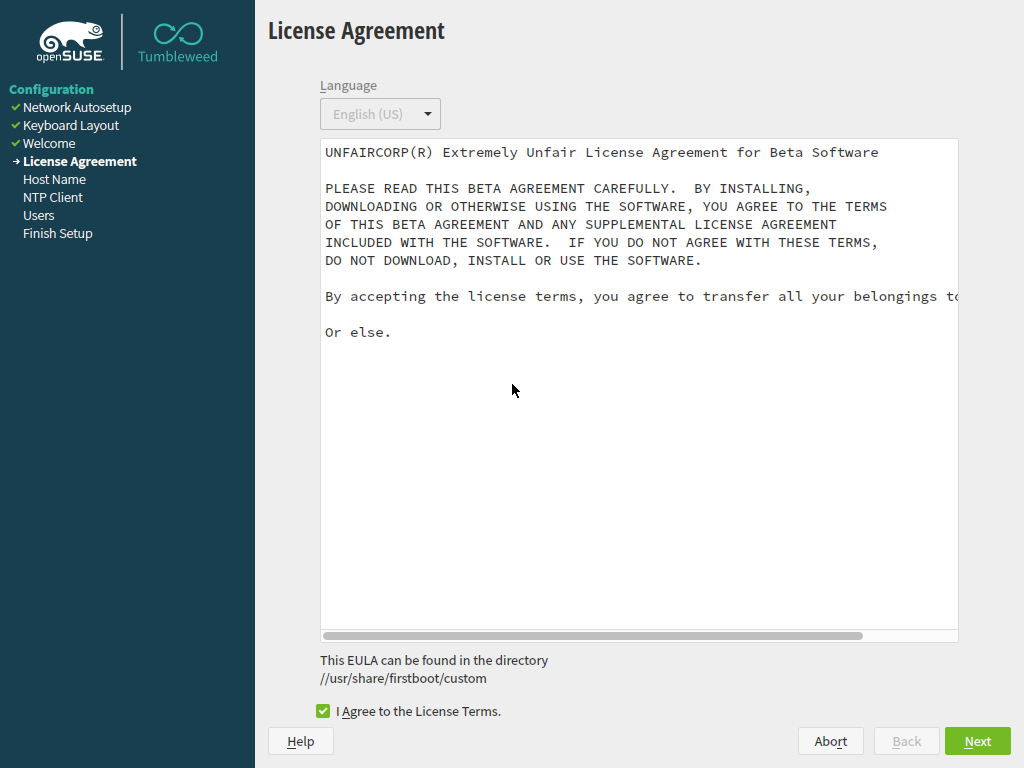 openSUSE
Tumbleweed
Configuration
Network Autosetup
Keyboard Layout
Welcome
License Agreement
Host Name
NTP Client
Users
Finish Setup
License Agreement
Language
English (US)
UNFAIRCORP(R) Extremely Unfair License Agreement for Beta Software
PLEASE READ THIS BETA AGREEMENT CAREFULLY.  BY INSTALLING,
DOWNLOADING OR OTHERWISE USING THE SOFTWARE, YOU AGREE TO THE TERMS
OF THIS BETA AGREEMENT AND ANY SUPPLEMENTAL LICENSE AGREEMENT
INCLUDED WITH THE SOFTWARE.  IF YOU DO NOT AGREE WITH THESE TERMS,
DO NOT DOWNLOAD, INSTALL OR USE THE SOFTWARE.
By accepting the license terms, you agree to transfer all your belongings to
Or else.
This EULA can be found in the directory
//usr/share/firstboot/custom
I Agree to the License Terms.
Help
Abort
Back
Next